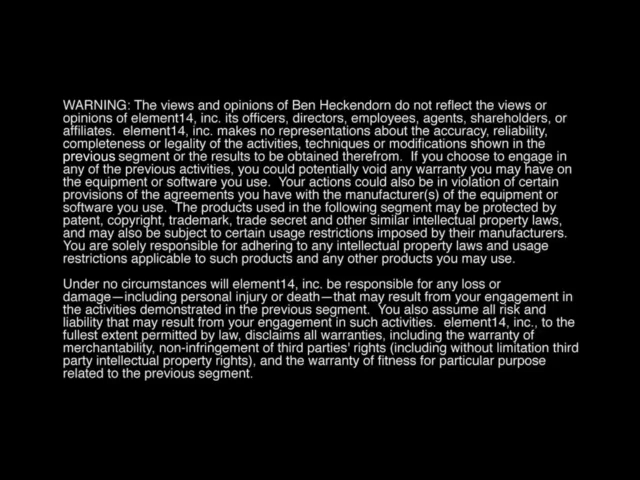 WARNING: The views and opinions of Ben Heckendorn do not reflect the views or
opinions of element14, inc. its officers, directors, employees, agents, shareholders, or
affiliates. element14, inc. makes no representations about the accuracy, reliability,
completeness or legality of the activities, techniques or modifications shown in the
previous segment or the results to be obtained therefrom. If you choose to engage in
any of the previous activities, you could potentially void any warranty you may have on
the equipment or software you use. Your actions could also be in violation of certain
provisions of the agreements you have with the manufacturer(s) of the equipment or
software you use. The products used in the following segment may be protected by
patent, copyright, trademark, trade secret and other similar intellectual property laws,
and may also be subject to certain usage restrictions imposed by their manufacturers.
You are solely responsible for adhering to any intellectual property laws and usage
restrictions applicable to such products and any other products you may use.
Under no circumstances will element14, inc. be responsible for any loss or
damage—including personal injury or death—that may result from your engagement in
the activities demonstrated in the previous segment. You also assume all risk and
liability that may result from your engagement in such activities. element14, inc., to the
fullest extent permitted by law, disclaims all warranties, including the warranty of
merchantability, non-infringement of third parties' rights (including without limitation third
party intellectual property rights), and the warranty of fitness for particular purpose
related to the previous segment.